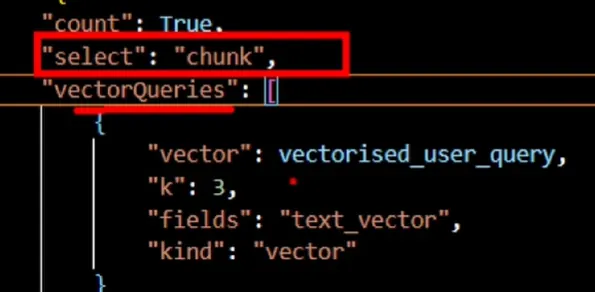 "count": True,
"select": "chunk",
"vectorQueries": [
{
"vector": vectorised_user_query,
"k": 3,
"fields": "text_vector",
"kind": "vector"
}